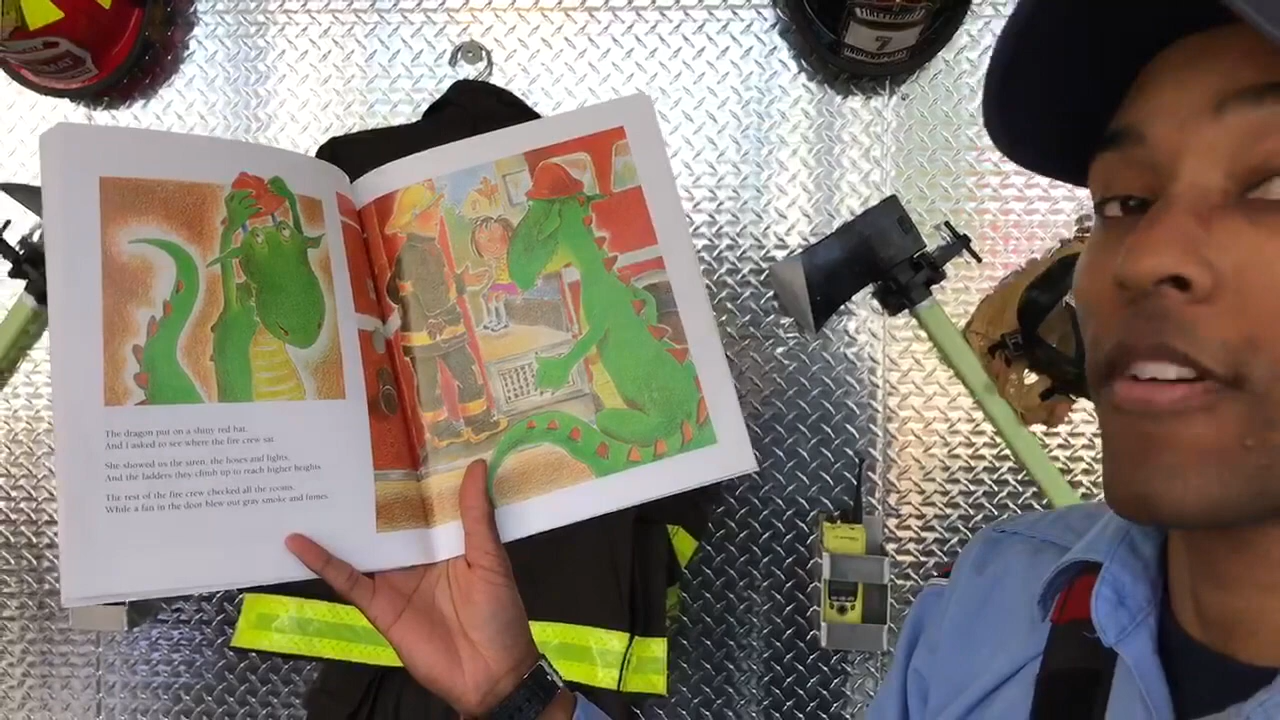 FIREFIGHTER
7
The dragon put on a shiny red hat.
And I asked to see where the fire crew sat.
She showed us the siren, the hoses and lights,
And the ladders they climb up to reach higher heights.
The rest of the fire crew checked all the rooms,
While a fan in the door blew out gray smoke and fumes.